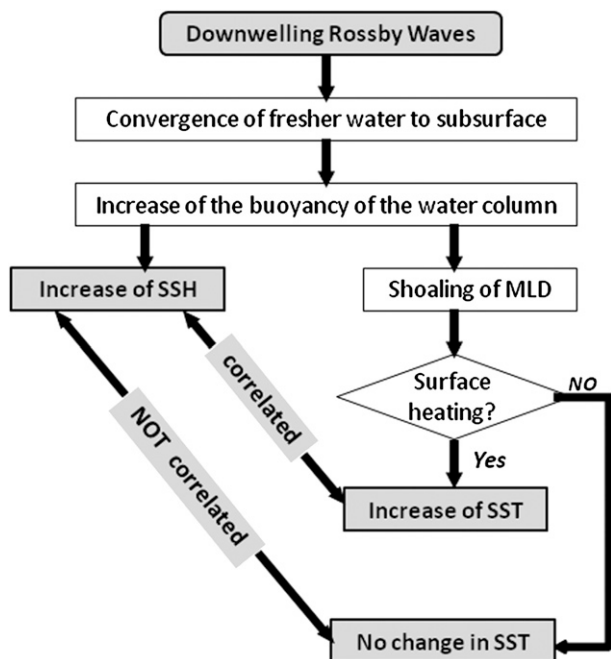 Downwelling Rossby Waves
Convergence of fresher water to subsurface
Increase of the buoyancy of the water column
Increase of SSH
Shoaling of MLD
Surface
heating?
NO
Yes
correlated
NOT correlated
Increase of SST
No change in SST